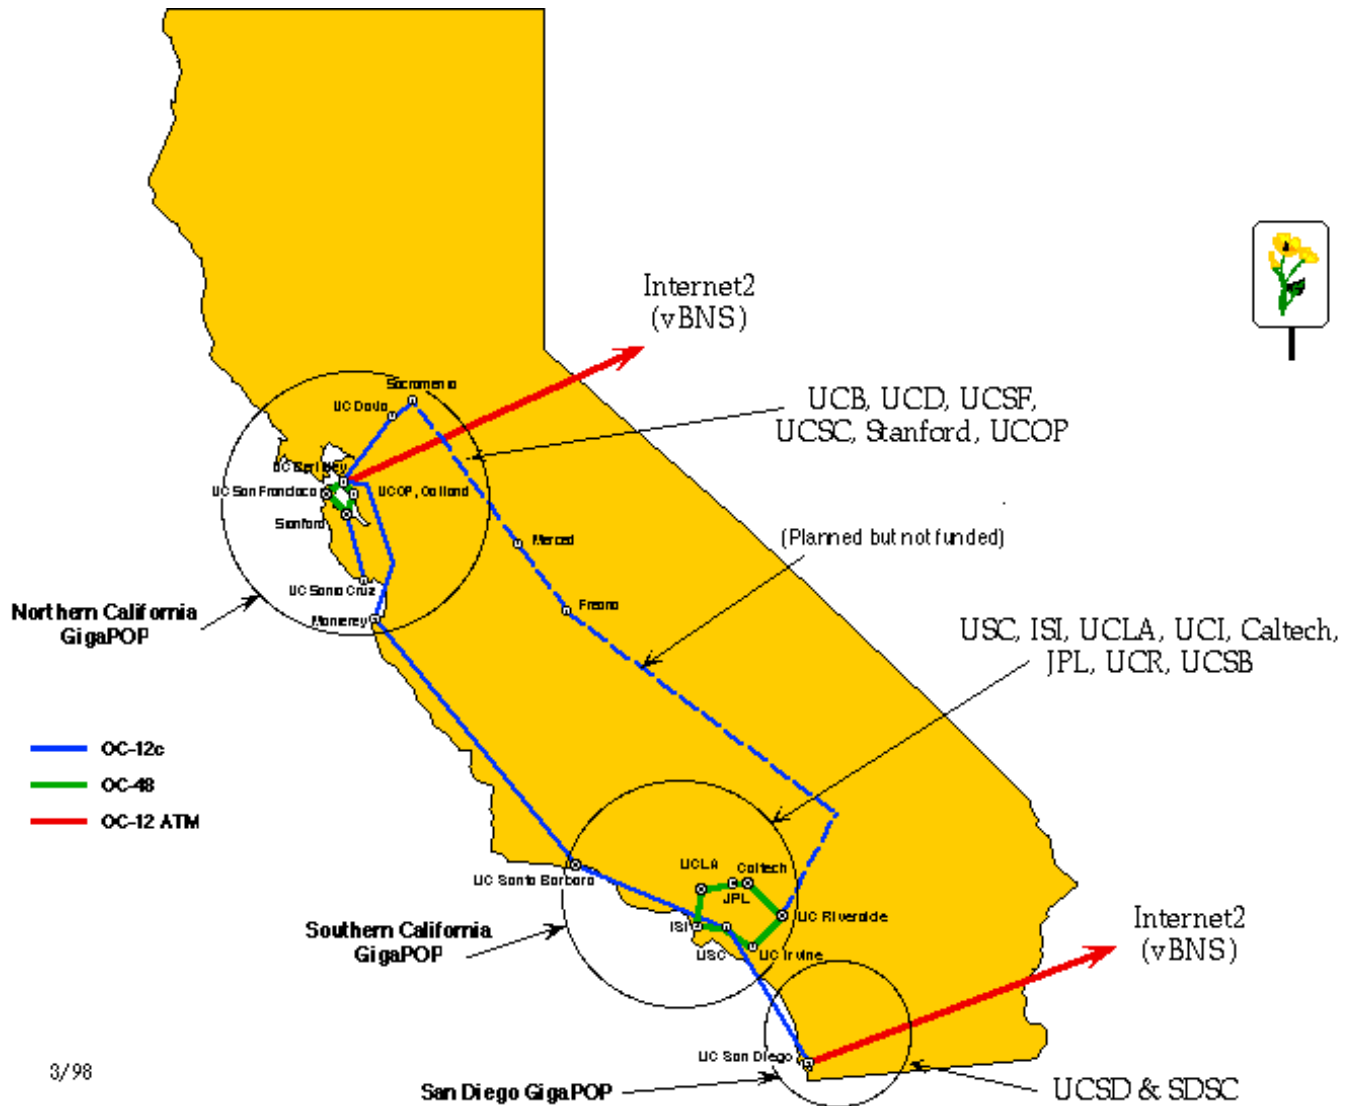 Internet2
(vBNS)
Sacramento
UC Davis
UCB, UCD, UCSF,
UCSC, Stanford, UCOP
UC Berkeley
UC San Francisco
UCOP, Oakland
Stanford
Merced
(Planned but not funded)
UC Santa Cruz
Fresno
Northern California
GigaPOP
Monterey
USC, ISI, UCLA, UCI, Caltech,
JPL, UCR, UCSB
OC-12c
OC-48
OC-12 ATM
UCLA
Caltech
UC Santa Barbara
JPL
UC Riverside
Southern California
GigaPOP
ISI
USC
UC Irvine
Internet2
(vBNS)
UC San Diego
3/98
San Diego GigaPOP
UCSD & SDSC